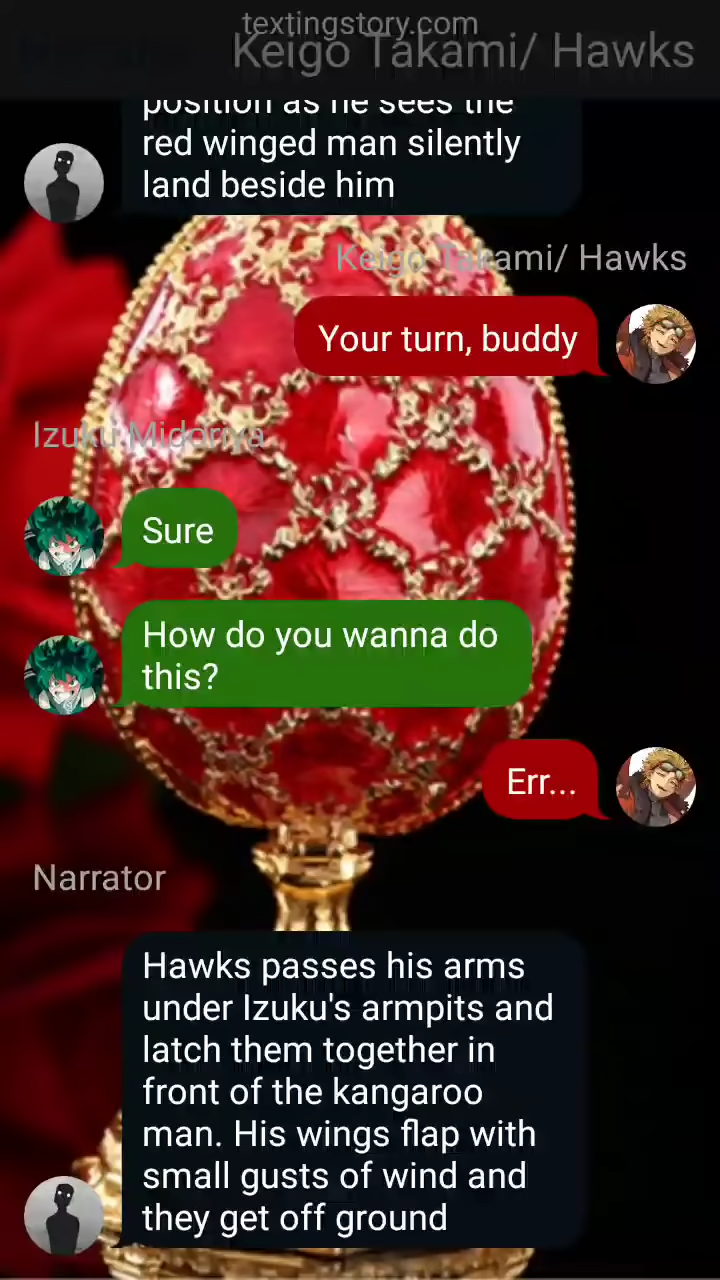 textingstory.com
Keigo Takami/ Hawks
position as he sees the
red winged man silently
land beside him
Keigo Takami/ Hawks
Your turn, buddy
Izuku Midoriya
Sure
How do you wanna do
this?
Err...
Narrator
Hawks passes his arms
under Izuku's armpits and
latch them together in
front of the kangaroo
man. His wings flap with
small gusts of wind and
they get off ground